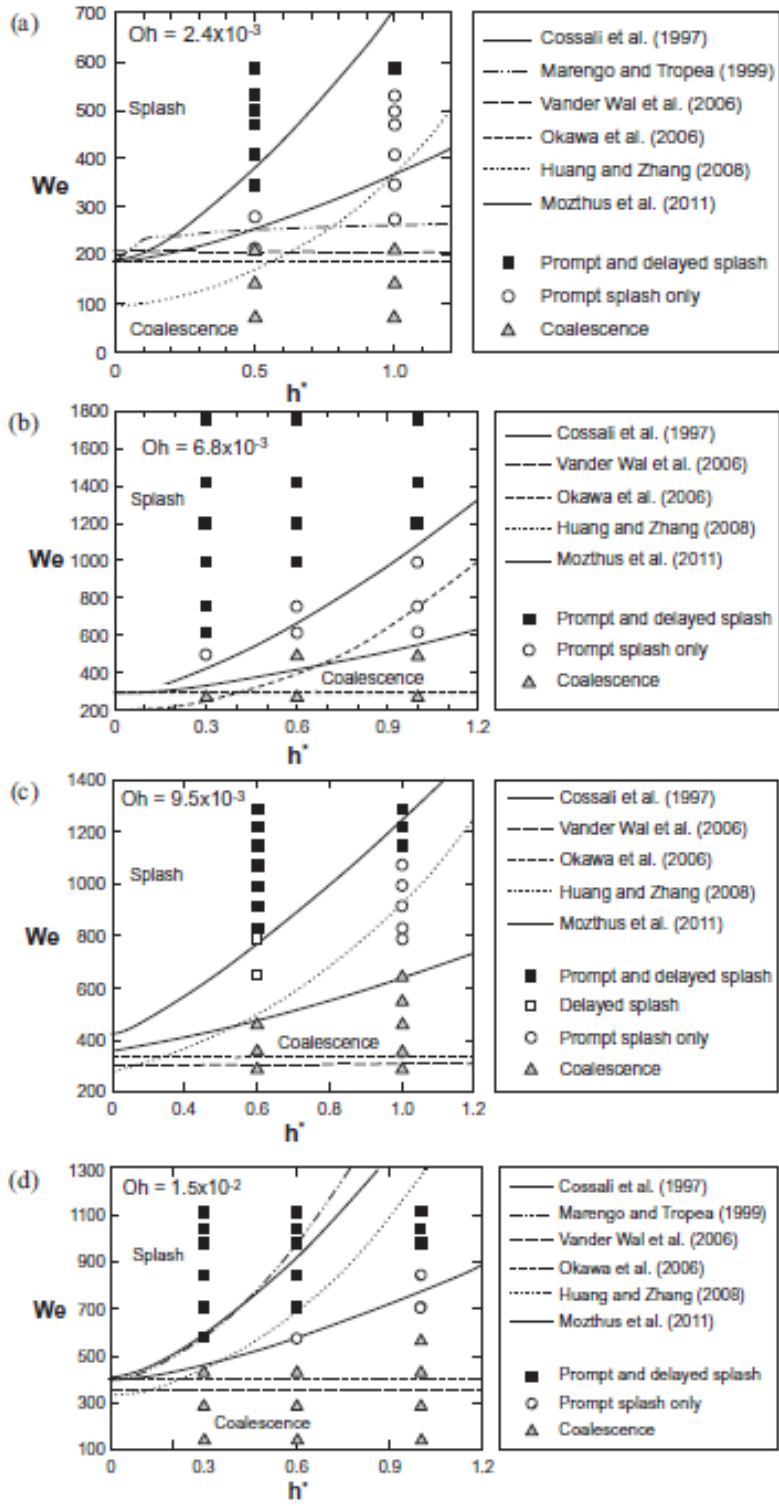 (a)
Oh = 2.4x10-3
700
600
500
400
300
200
100
0
We
Splash
Coalescence
0
0.5
1.0
h*
Cossali et al. (1997)
Marengo and Tropea (1999)
Vander Wal et al. (2006)
Okawa et al. (2006)
Huang and Zhang (2008)
Mozthus et al. (2011)
Prompt and delayed splash
Prompt splash only
Coalescence
(b)
Oh = 6.8x10-3
1800
1600
1400
1200
1000
800
600
400
200
We
Splash
Coalescence
0
0.3
0.6
1.0
1.2
h*
Cossali et al. (1997)
Vander Wal et al. (2006)
Okawa et al. (2006)
Huang and Zhang (2008)
Mozthus et al. (2011)
Prompt and delayed splash
Prompt splash only
Coalescence
(c)
Oh = 9.5x10-3
1400
1200
1000
800
600
400
200
We
Splash
Coalescence
0
0.4
0.6
1.0
1.2
h*
Cossali et al. (1997)
Vander Wal et al. (2006)
Okawa et al. (2006)
Huang and Zhang (2008)
Mozthus et al. (2011)
Prompt and delayed splash
Delayed splash
Prompt splash only
Coalescence
(d)
Oh = 1.5x10-2
1300
1100
900
700
500
300
100
We
Splash
Coalescence
0
0.3
0.6
1.0
1.2
h*
Cossali et al. (1997)
Marengo and Tropea (1999)
Vander Wal et al. (2006)
Okawa et al. (2006)
Huang and Zhang (2008)
Mozthus et al. (2011)
Prompt and delayed splash
Prompt splash only
Coalescence